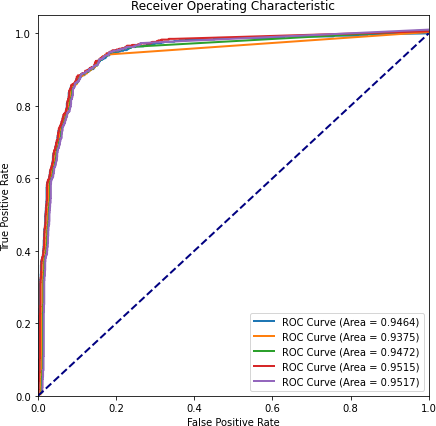 Receiver Operating Characteristic
True Positive Rate
1.0
0.8
0.6
0.4
0.2
0.0
ROC Curve (Area = 0.9464)
ROC Curve (Area = 0.9375)
ROC Curve (Area = 0.9472)
ROC Curve (Area = 0.9515)
ROC Curve (Area = 0.9517)
0.0 0.2 0.4 0.6 0.8 1.0
False Positive Rate